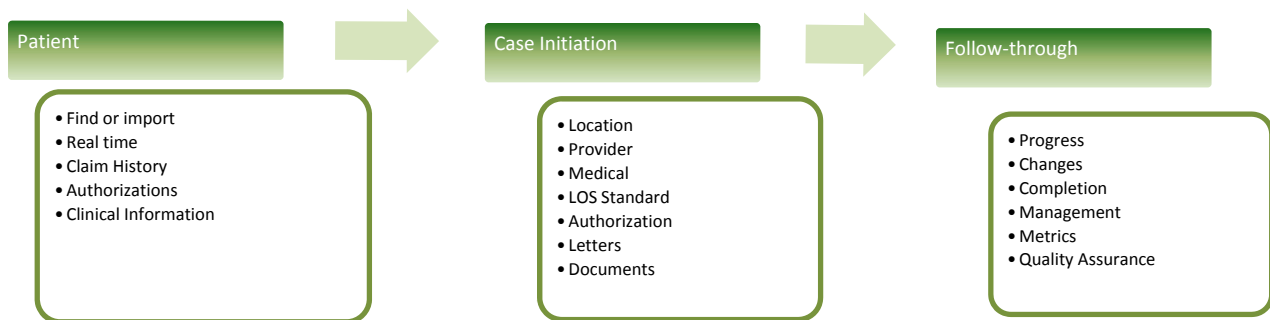 Patient
• Find or import
• Real time
• Claim History
• Authorizations
• Clinical Information
Case Initiation
• Location
• Provider
• Medical
• LOS Standard
• Authorization
• Letters
• Documents
Follow-through
• Progress
• Changes
• Completion
• Management
• Metrics
• Quality Assurance